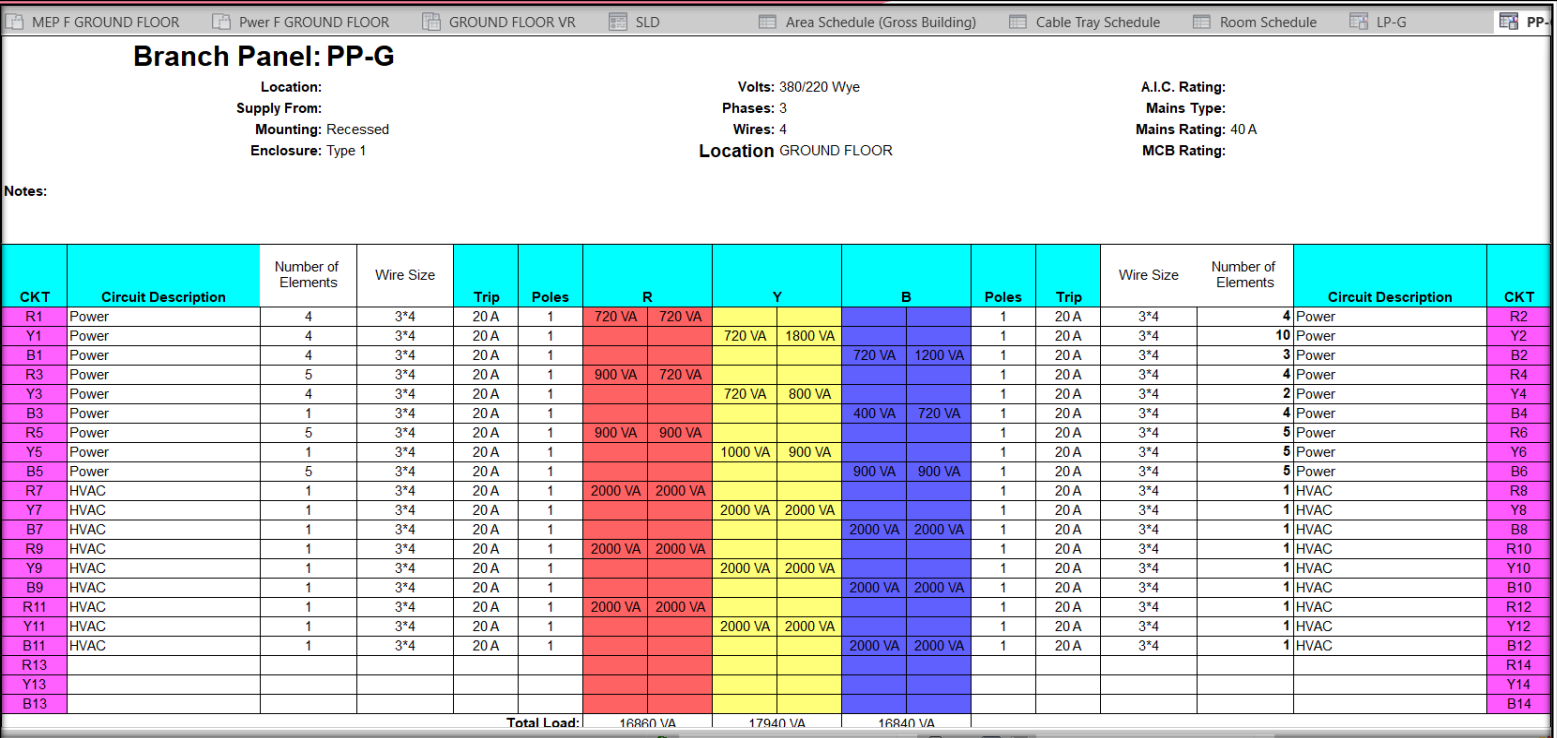 MEP F GROUND FLOOR Pwer F GROUND FLOOR GROUND FLOOR VR SLD Area Schedule (Gross Building) Cable Tray Schedule Room Schedule LP-G PP-
Branch Panel: PP-G
Location: Volts: 380/220 Wye A.I.C. Rating:
Supply From: Phases: 3 Mains Type:
Mounting: Recessed Wires: 4 Mains Rating: 40 A
Enclosure: Type 1 Location GROUND FLOOR MCB Rating:
Notes:
CKT Circuit Description Number of Elements Wire Size Trip Poles R Y B Poles Trip Wire Size Number of Elements Circuit Description CKT
R1 Power 4 3*4 20 A 1 720 VA 720 VA 1 20 A 3*4 4 Power R2
Y1 Power 4 3*4 20 A 1 720 VA 1800 VA 1 20 A 3*4 10 Power Y2
B1 Power 4 3*4 20 A 1 720 VA 1200 VA 1 20 A 3*4 3 Power B2
R3 Power 5 3*4 20 A 1 900 VA 720 VA 1 20 A 3*4 4 Power R4
Y3 Power 4 3*4 20 A 1 720 VA 800 VA 1 20 A 3*4 2 Power Y4
B3 Power 1 3*4 20 A 1 400 VA 720 VA 1 20 A 3*4 4 Power B4
R5 Power 5 3*4 20 A 1 900 VA 900 VA 1 20 A 3*4 5 Power R6
Y5 Power 1 3*4 20 A 1 1000 VA 900 VA 1 20 A 3*4 5 Power Y6
B5 Power 5 3*4 20 A 1 900 VA 900 VA 1 20 A 3*4 5 Power B6
R7 HVAC 1 3*4 20 A 1 2000 VA 2000 VA 1 20 A 3*4 1 HVAC R8
Y7 HVAC 1 3*4 20 A 1 2000 VA 2000 VA 1 20 A 3*4 1 HVAC Y8
B7 HVAC 1 3*4 20 A 1 2000 VA 2000 VA 1 20 A 3*4 1 HVAC B8
R9 HVAC 1 3*4 20 A 1 2000 VA 2000 VA 1 20 A 3*4 1 HVAC R10
Y9 HVAC 1 3*4 20 A 1 2000 VA 2000 VA 1 20 A 3*4 1 HVAC Y10
B9 HVAC 1 3*4 20 A 1 2000 VA 2000 VA 1 20 A 3*4 1 HVAC B10
R11 HVAC 1 3*4 20 A 1 2000 VA 2000 VA 1 20 A 3*4 1 HVAC R12
Y11 HVAC 1 3*4 20 A 1 2000 VA 2000 VA 1 20 A 3*4 1 HVAC Y12
B11 HVAC 1 3*4 20 A 1 2000 VA 2000 VA 1 20 A 3*4 1 HVAC B12
R13 R14
Y13 Y14
B13 B14
Total Load: 16860 VA 17940 VA 16840 VA